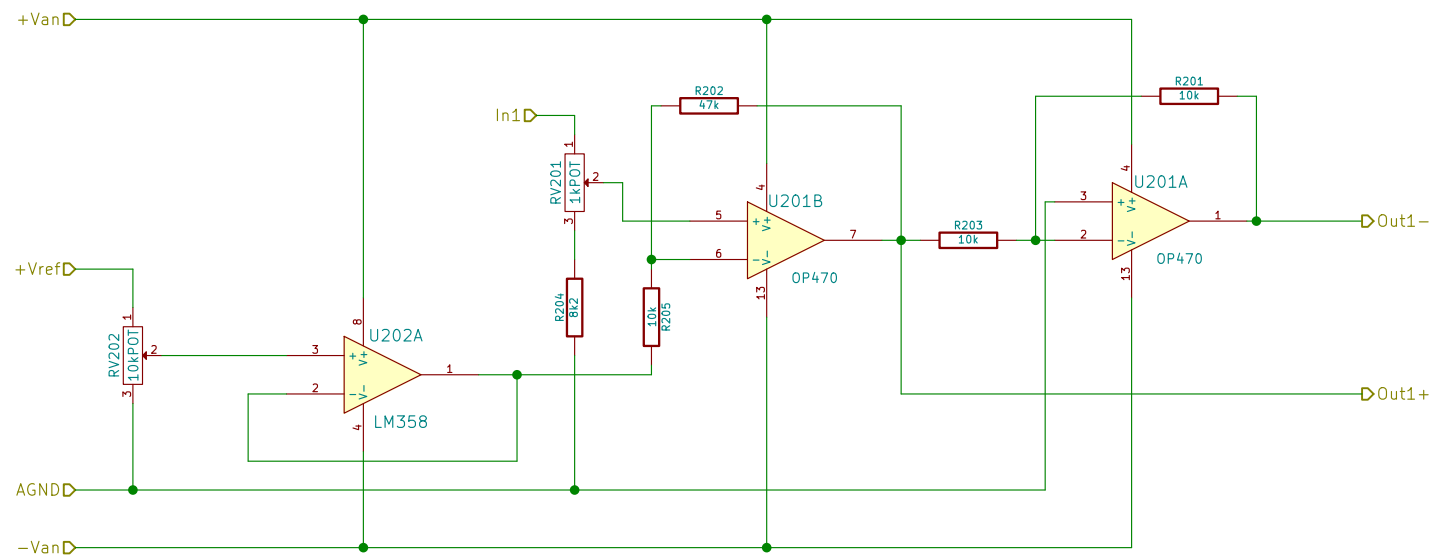 +Van
R201
10k
R202
47k
In1
1
RV201
1kPOT
2
3
4
U201B
5
+
V+
6
−
V-
7
13
OP470
4
U201A
3
+
V+
2
−
V-
1
13
OP470
Out1-
R203
10k
+Vref
1
RV202
10kPOT
2
3
R204
8k2
10k
R205
8
U202A
3
+
V+
2
−
V-
1
4
LM358
Out1+
AGND
-Van